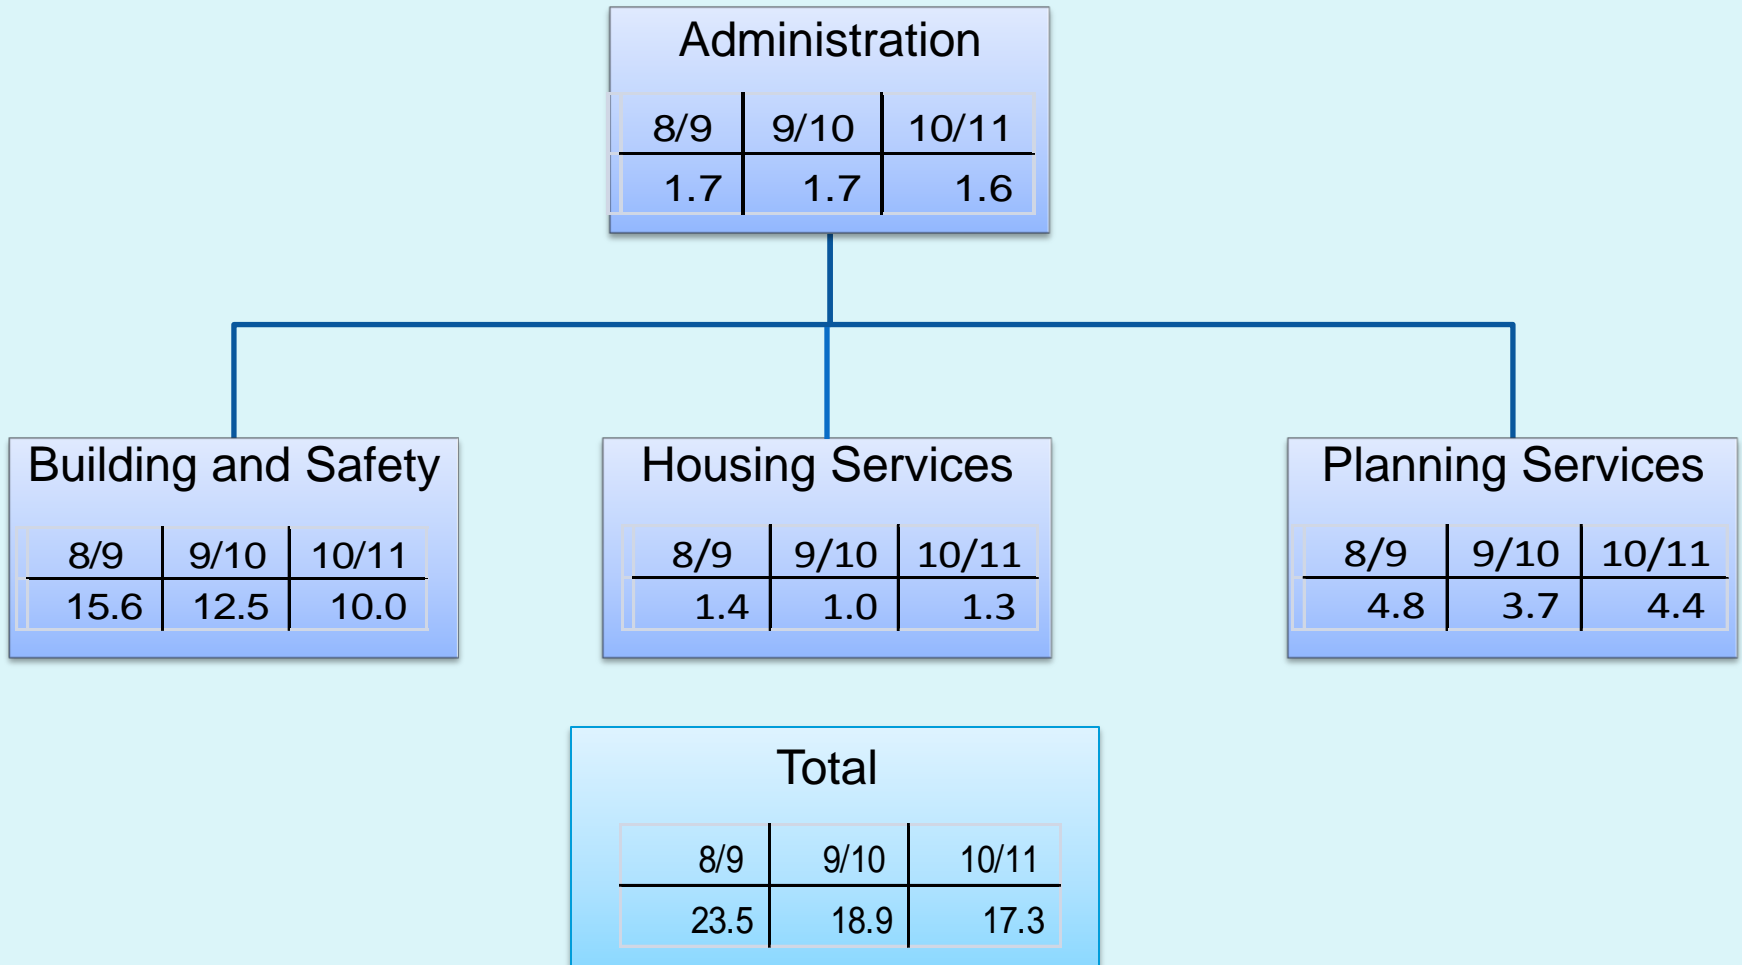 Administration
8/9 9/10 10/11
1.7 1.7 1.6
Building and Safety
8/9 9/10 10/11
15.6 12.5 10.0
Housing Services
8/9 9/10 10/11
1.4 1.0 1.3
Planning Services
8/9 9/10 10/11
4.8 3.7 4.4
Total
8/9 9/10 10/11
23.5 18.9 17.3